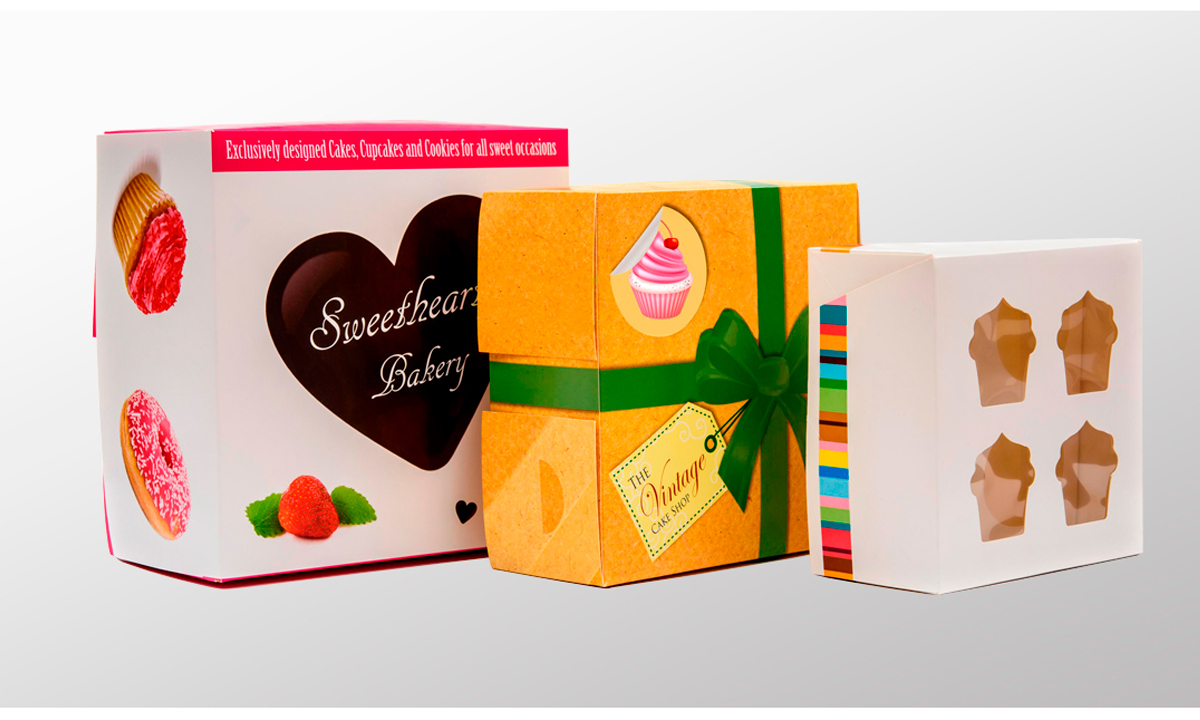 Exclusively designed Cakes, Cupcakes and Cookies for all sweet occasions
Sweetheart
Bakery
THE
Vintage
CAKE SHOP